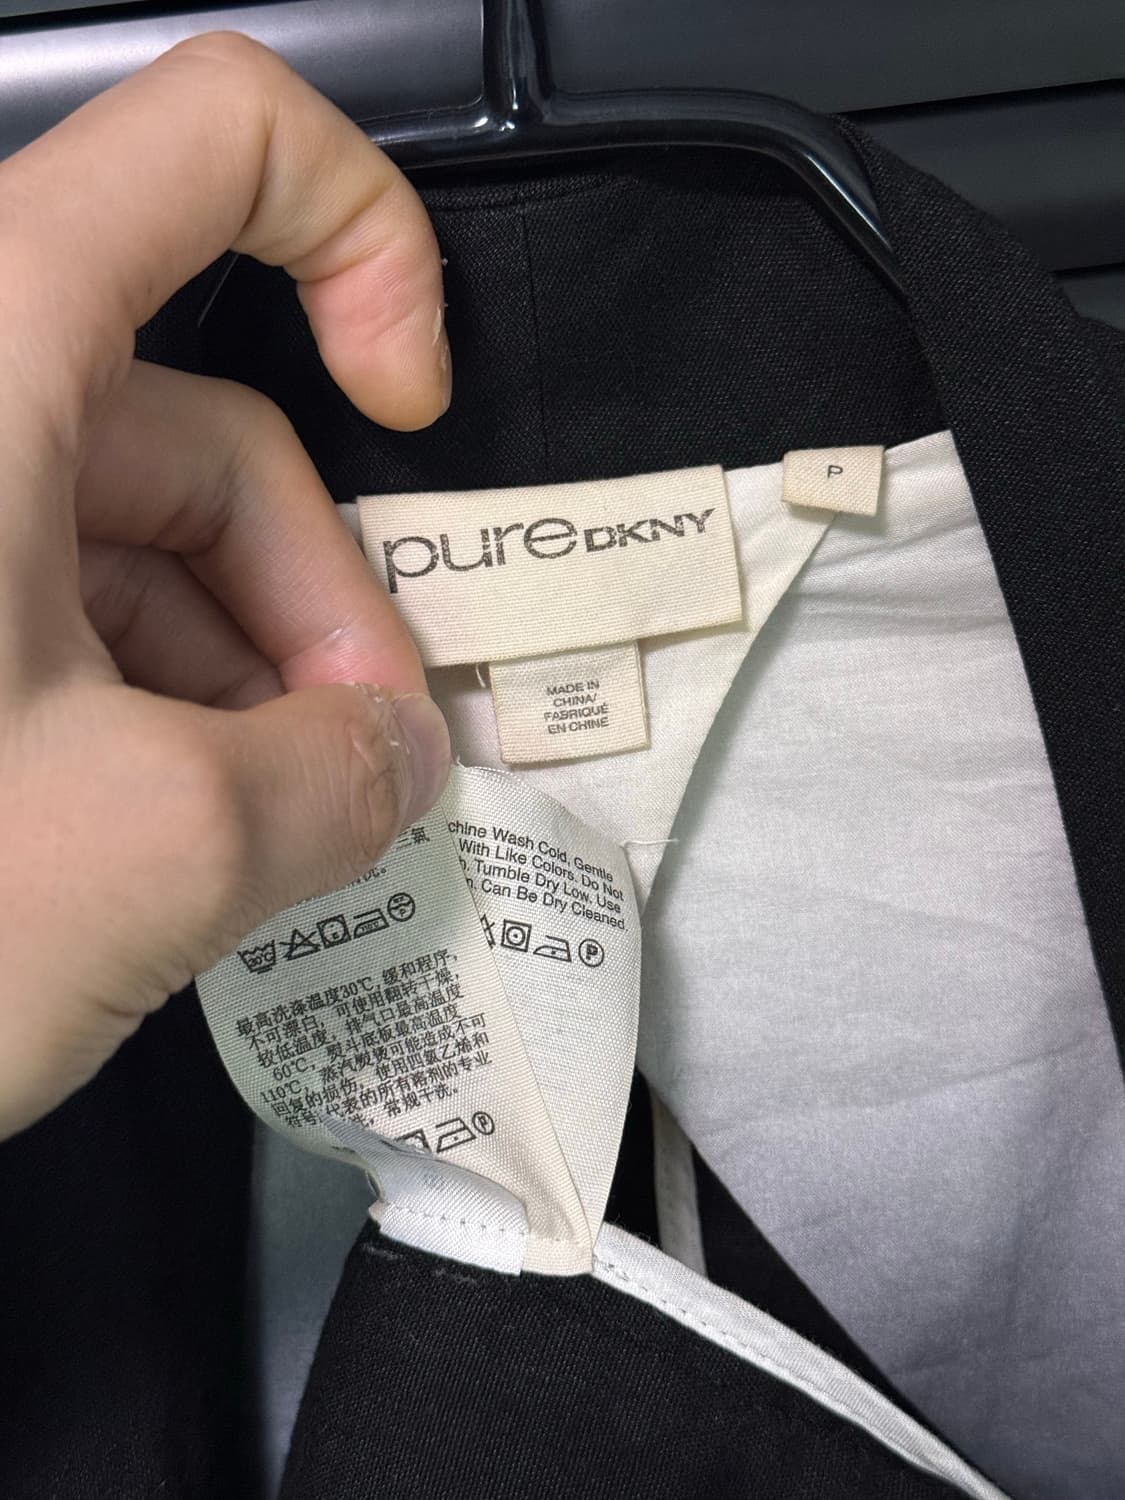 P
pure DKNY
MADE IN
CHINA/
FABRIQUÉ
EN CHINE
chine Wash Cold, Gentle
With Like Colors. Do Not
Tumble Dry Low. Use
Can Be Dry Cleaned
P
三氯
最高洗涤温度30℃, 缓和程序,
不可漂白, 可使用翻转干燥,
较低温度, 排气口最高温度
60℃, 熨斗底板最高温度
110℃, 蒸汽熨烫可能造成不可
回复的损伤, 使用四氯乙烯和
符号 代表的所有溶剂的专业
洗, 常规干洗。
P